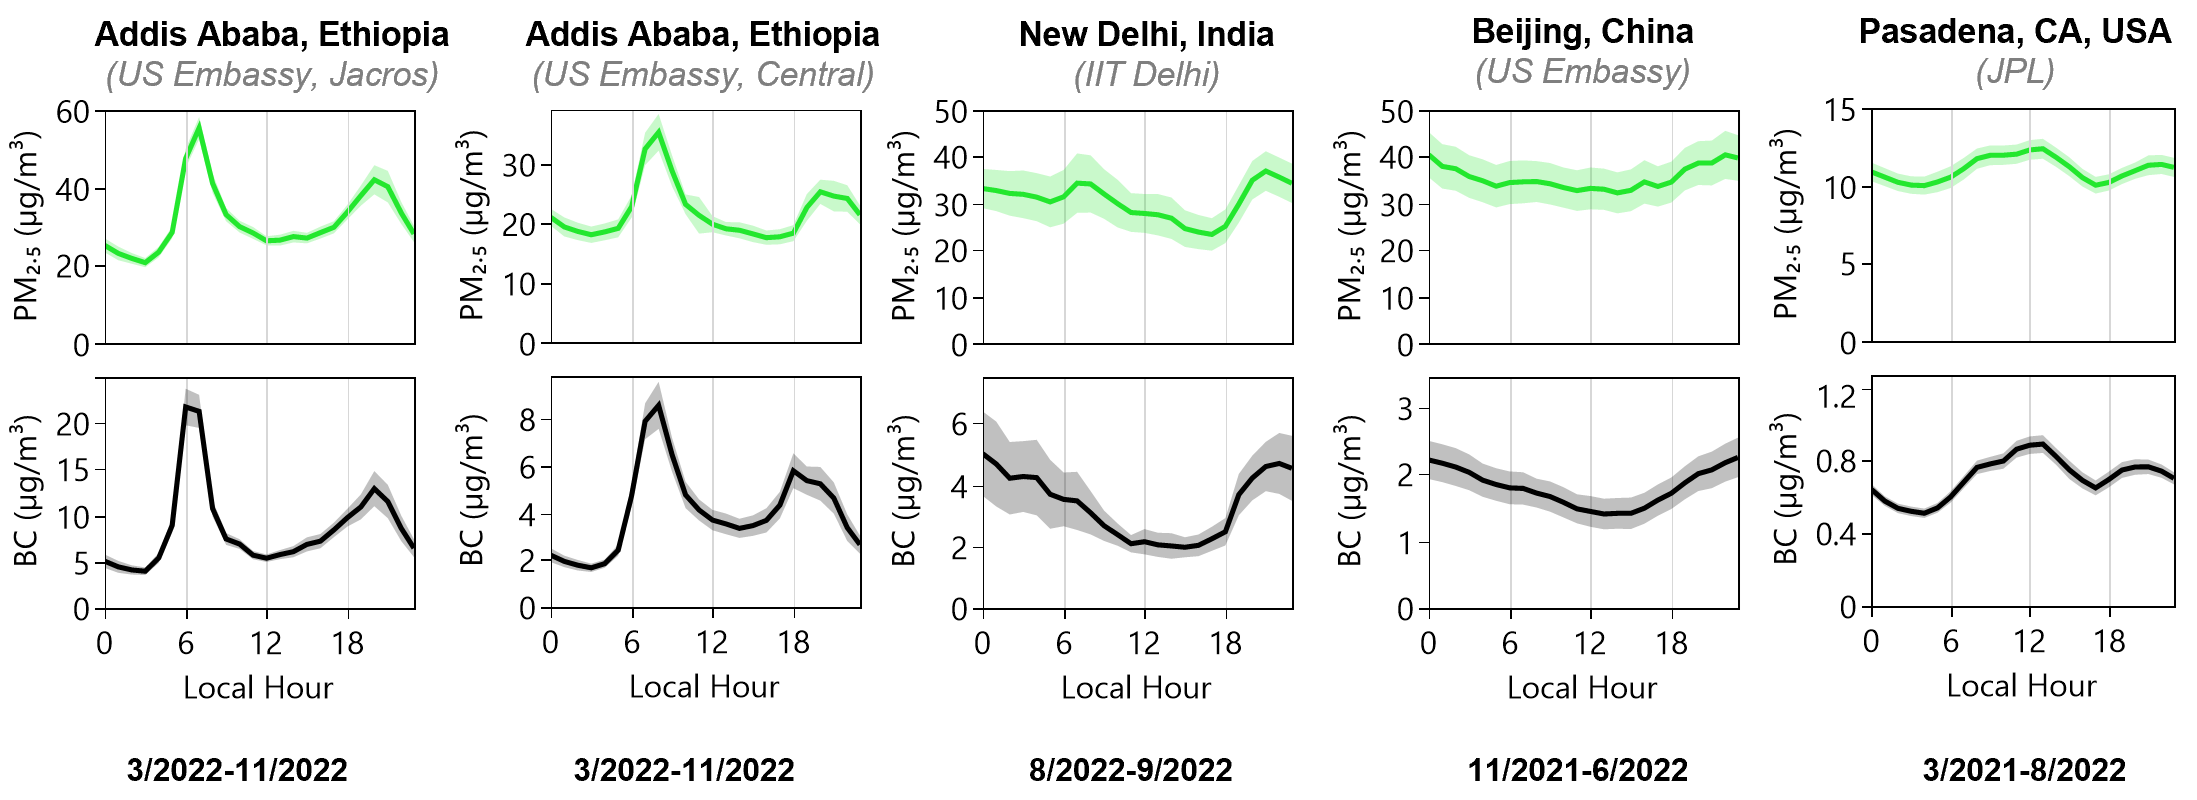 Addis Ababa, Ethiopia
(US Embassy, Jacros)
Addis Ababa, Ethiopia
(US Embassy, Central)
New Delhi, India
(IIT Delhi)
Beijing, China
(US Embassy)
Pasadena, CA, USA
(JPL)
PM₂.₅ (µg/m³)
60
40
20
0
PM₂.₅ (µg/m³)
30
20
10
0
PM₂.₅ (µg/m³)
50
40
30
20
10
0
PM₂.₅ (µg/m³)
50
40
30
20
10
0
PM₂.₅ (µg/m³)
15
10
5
0
BC (µg/m³)
20
15
10
5
0
BC (µg/m³)
8
6
4
2
0
BC (µg/m³)
6
4
2
0
BC (µg/m³)
3
2
1
0
BC (µg/m³)
1.2
0.8
0.4
0
0 6 12 18
0 6 12 18
0 6 12 18
0 6 12 18
0 6 12 18
Local Hour
Local Hour
Local Hour
Local Hour
Local Hour
3/2022-11/2022
3/2022-11/2022
8/2022-9/2022
11/2021-6/2022
3/2021-8/2022